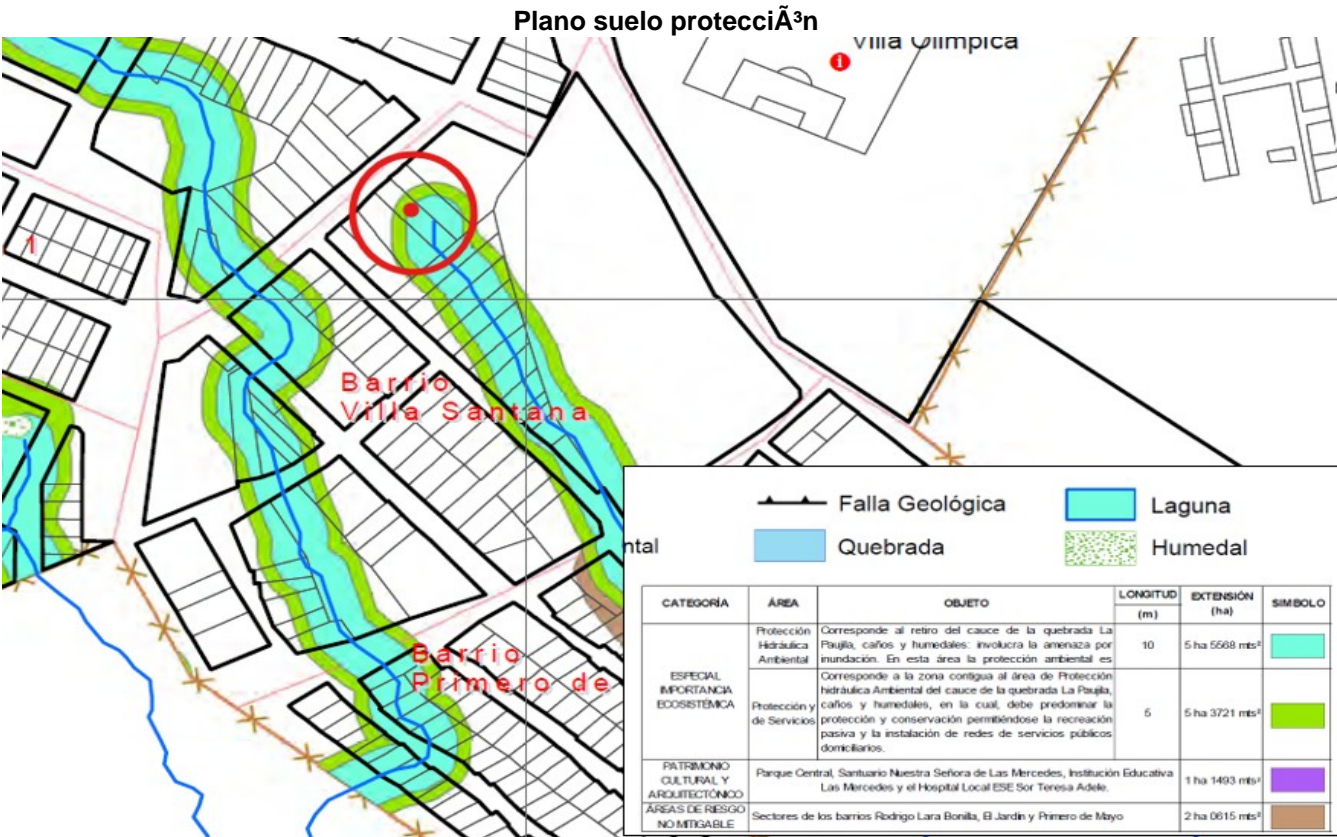 Plano suelo protecciÃ³n
Villa Olimpica
i
1
Barrio
Villa Santana
Barrio
Primero de
Falla Geológica
Laguna
ntal
Quebrada
Humedal
CATEGORÍA
ÁREA
OBJETO
LONGITUD
(m)
EXTENSIÓN
(ha)
SIMBOLO
ESPECIAL
IMPORTANCIA
ECOSISTÉMICA
Protección
Hidráulica
Ambiental
Corresponde al retiro del cauce de la quebrada La
Paujila, caños y humedales: involucra la amenaza por
inundación. En esta área la protección ambiental es
10
5 ha 5568 mts²
Protección y
de Servicios
Corresponde a la zona contigua al área de Protección
hidráulica Ambiental del cauce de la quebrada La Paujila,
caños y humedales, en la cual, debe predominar la
protección y conservación permitiéndose la recreación
pasiva y la instalación de redes de servicios públicos
domiciliarios.
5
5 ha 3721 mts²
PATRIMONIO
CULTURAL Y
ARQUITECTÓNICO
Parque Central, Santuario Nuestra Señora de Las Mercedes, Institución Educativa
Las Mercedes y el Hospital Local ESE Sor Teresa Adele.
1 ha 1493 mts²
ÁREAS DE RIESGO
NO MITIGABLE
Sectores de los barrios Rodrigo Lara Bonilla, El Jardín y Primero de Mayo
2 ha 0615 mts²